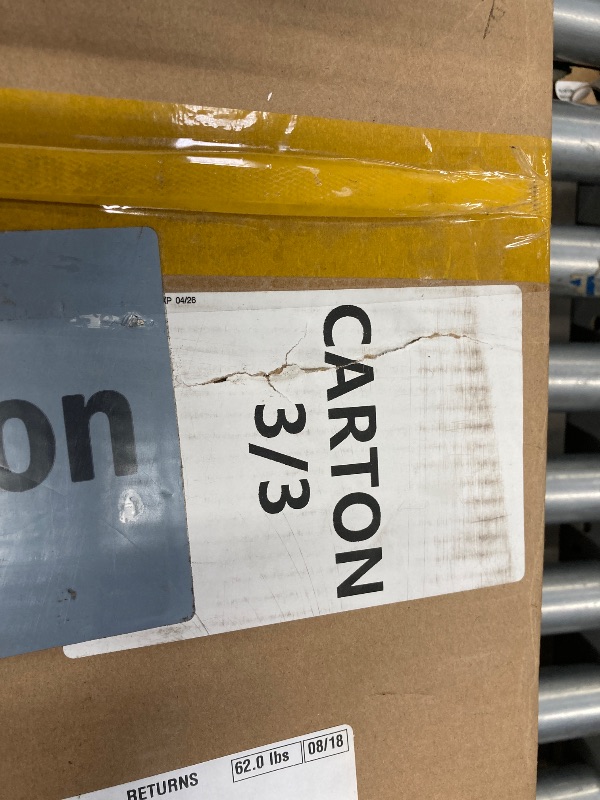 XP 04/26
CARTON
3/3
on
RETURNS
62.0 lbs
08/18